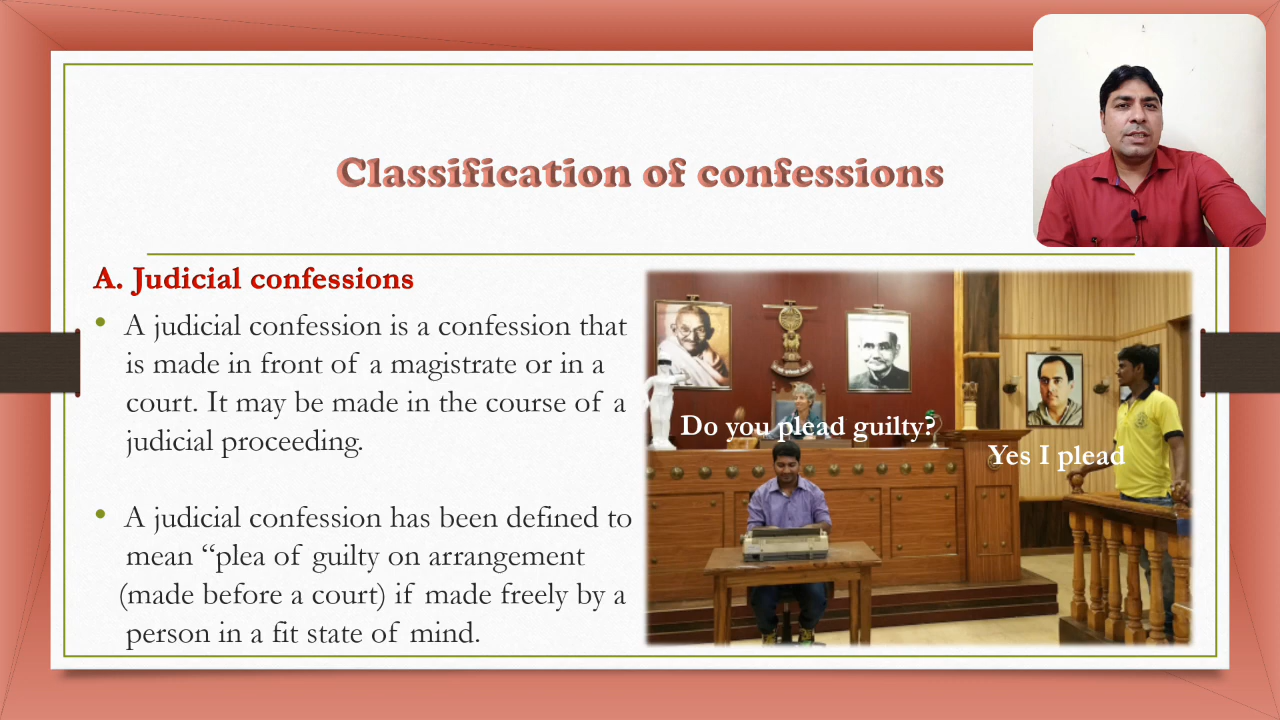 Classification of confessions
A. Judicial confessions
• A judicial confession is a confession that
is made in front of a magistrate or in a
court. It may be made in the course of a
judicial proceeding.
• A judicial confession has been defined to
mean “plea of guilty on arrangement
(made before a court) if made freely by a
person in a fit state of mind.
Do you plead guilty?
Yes I plead